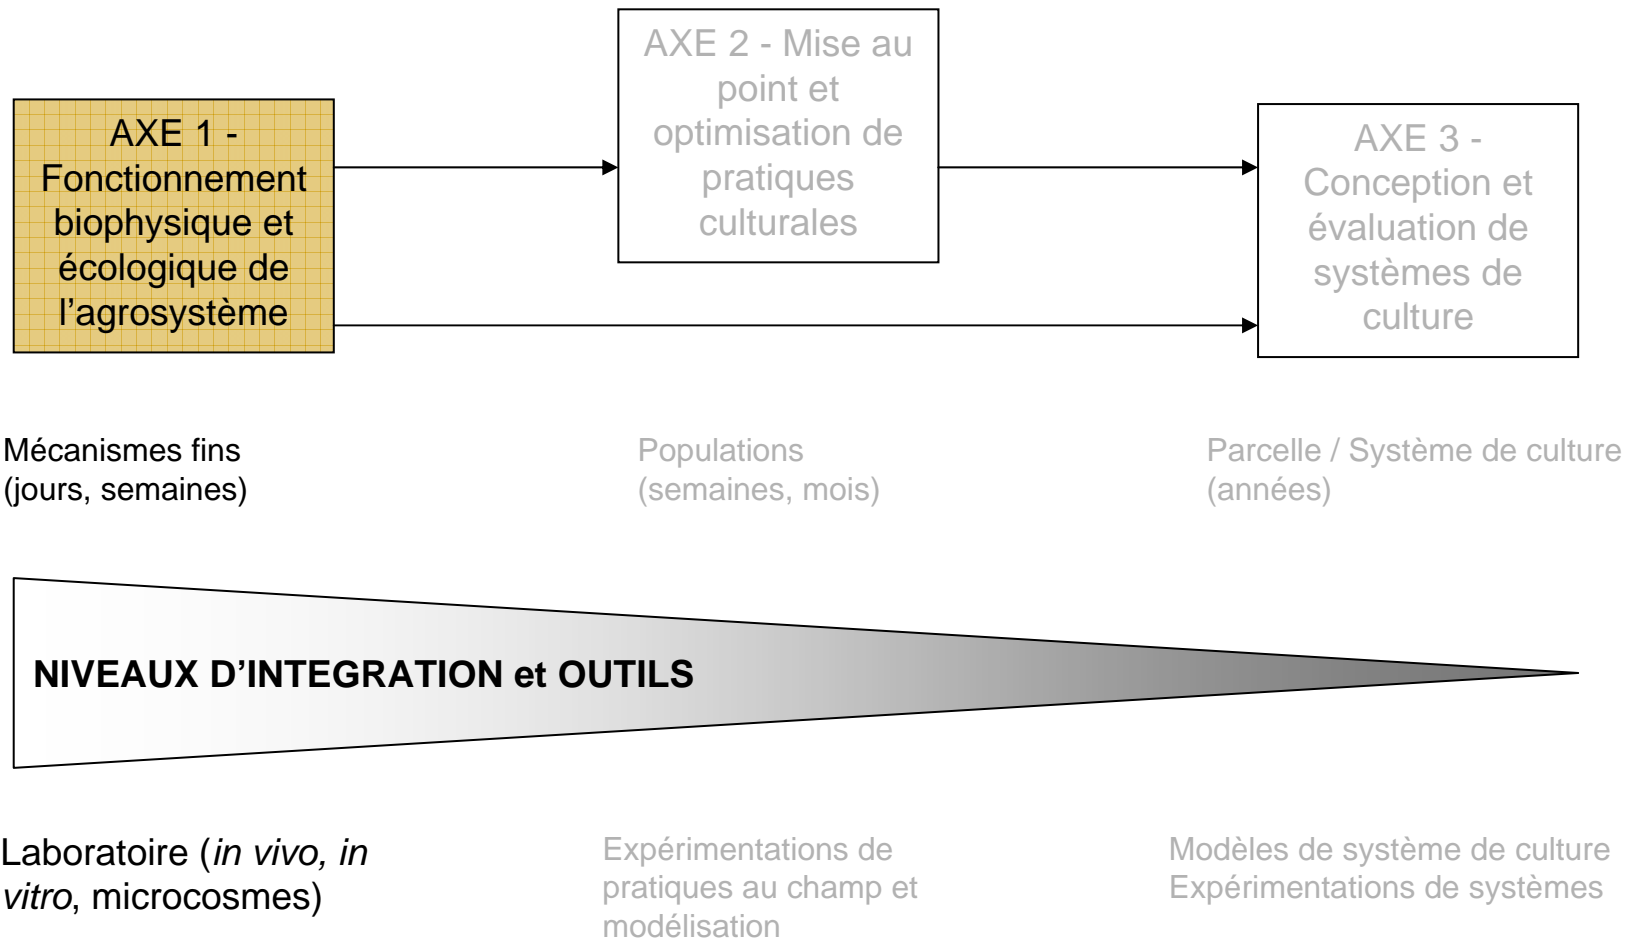 AXE 1 -
Fonctionnement
biophysique et
écologique de
l’agrosystème
AXE 2 - Mise au
point et
optimisation de
pratiques
culturales
AXE 3 -
Conception et
évaluation de
systèmes de
culture
Mécanismes fins
(jours, semaines)
Populations
(semaines, mois)
Parcelle / Système de culture
(années)
NIVEAUX D’INTEGRATION et OUTILS
Laboratoire (in vivo, in
vitro, microcosmes)
Expérimentations de
pratiques au champ et
modélisation
Modèles de système de culture
Expérimentations de systèmes